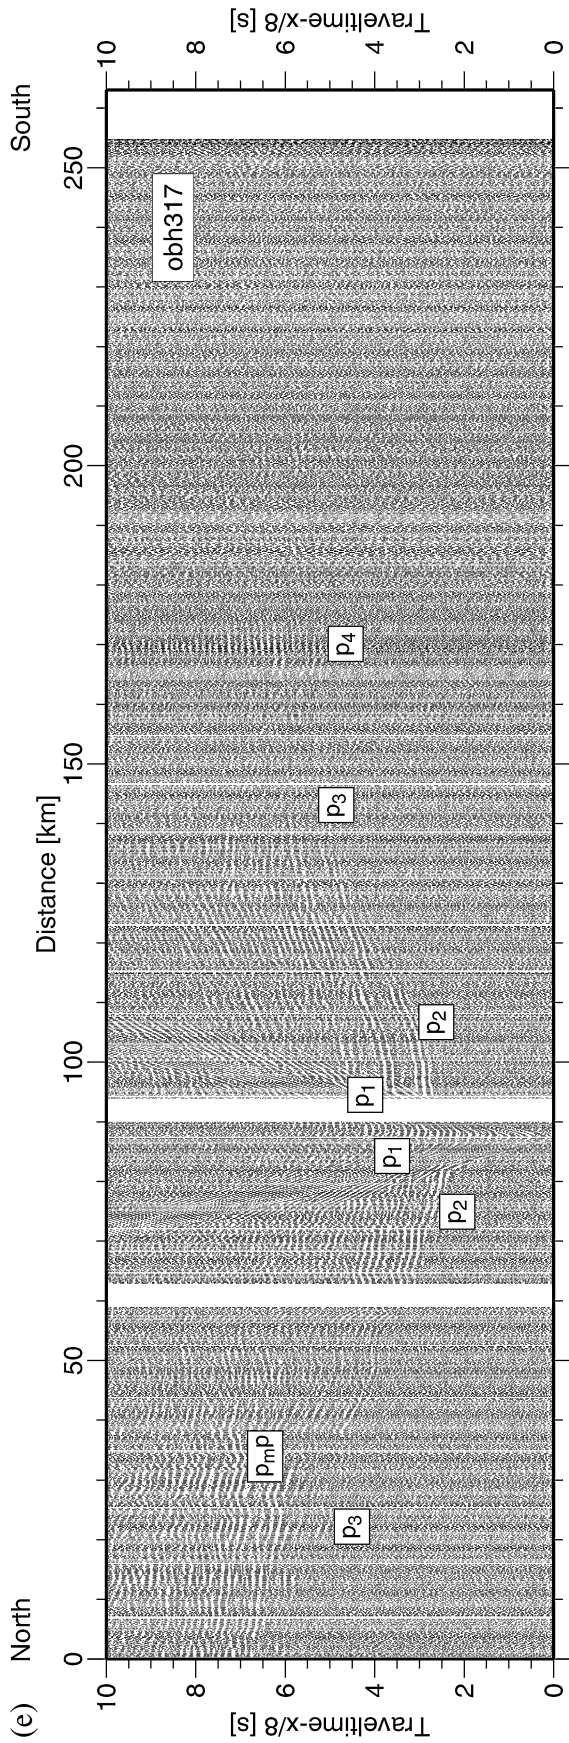 (e)
North
South
Distance [km]
0
50
100
150
200
250
Traveltime-x/8 [s]
10
8
6
4
2
0
Traveltime-x/8 [s]
10
8
6
4
2
0
obh317
p3
pmp
p2
p1
p1
p2
p3
p4